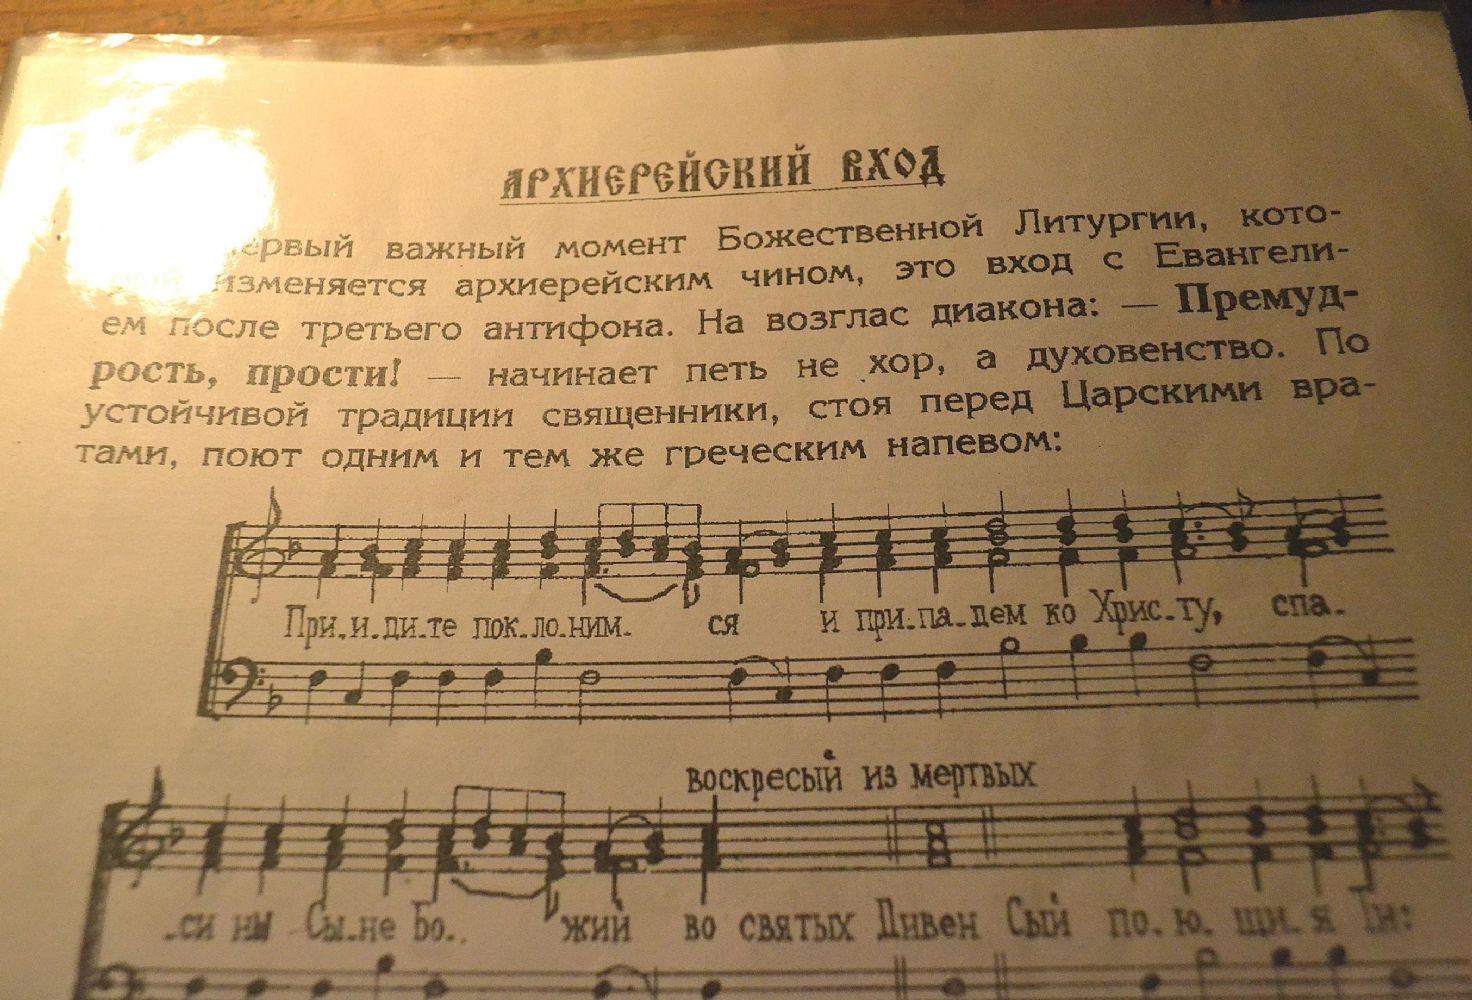 АРХИЕРЕЙСКИЙ ВХОД
важный момент Божественной Литургии, кото-
изменяется архиерейским чином, это вход с Евангели-
ем после третьего антифона. На возглас диакона: — Премуд-
рость, прости! — начинает петь не хор, а духовенство. По
устойчивой традиции священники, стоя перед Царскими вра-
тами, поют одним и тем же греческим напевом:
При-и-ди-те пок-ло-ним- ся и при-па-дем ко Хрис-ту, спа-
воскресый из мертвых
-си ны Сы-не Бо- жий во святых Дивен Сый по-ю-щи-я Ти: